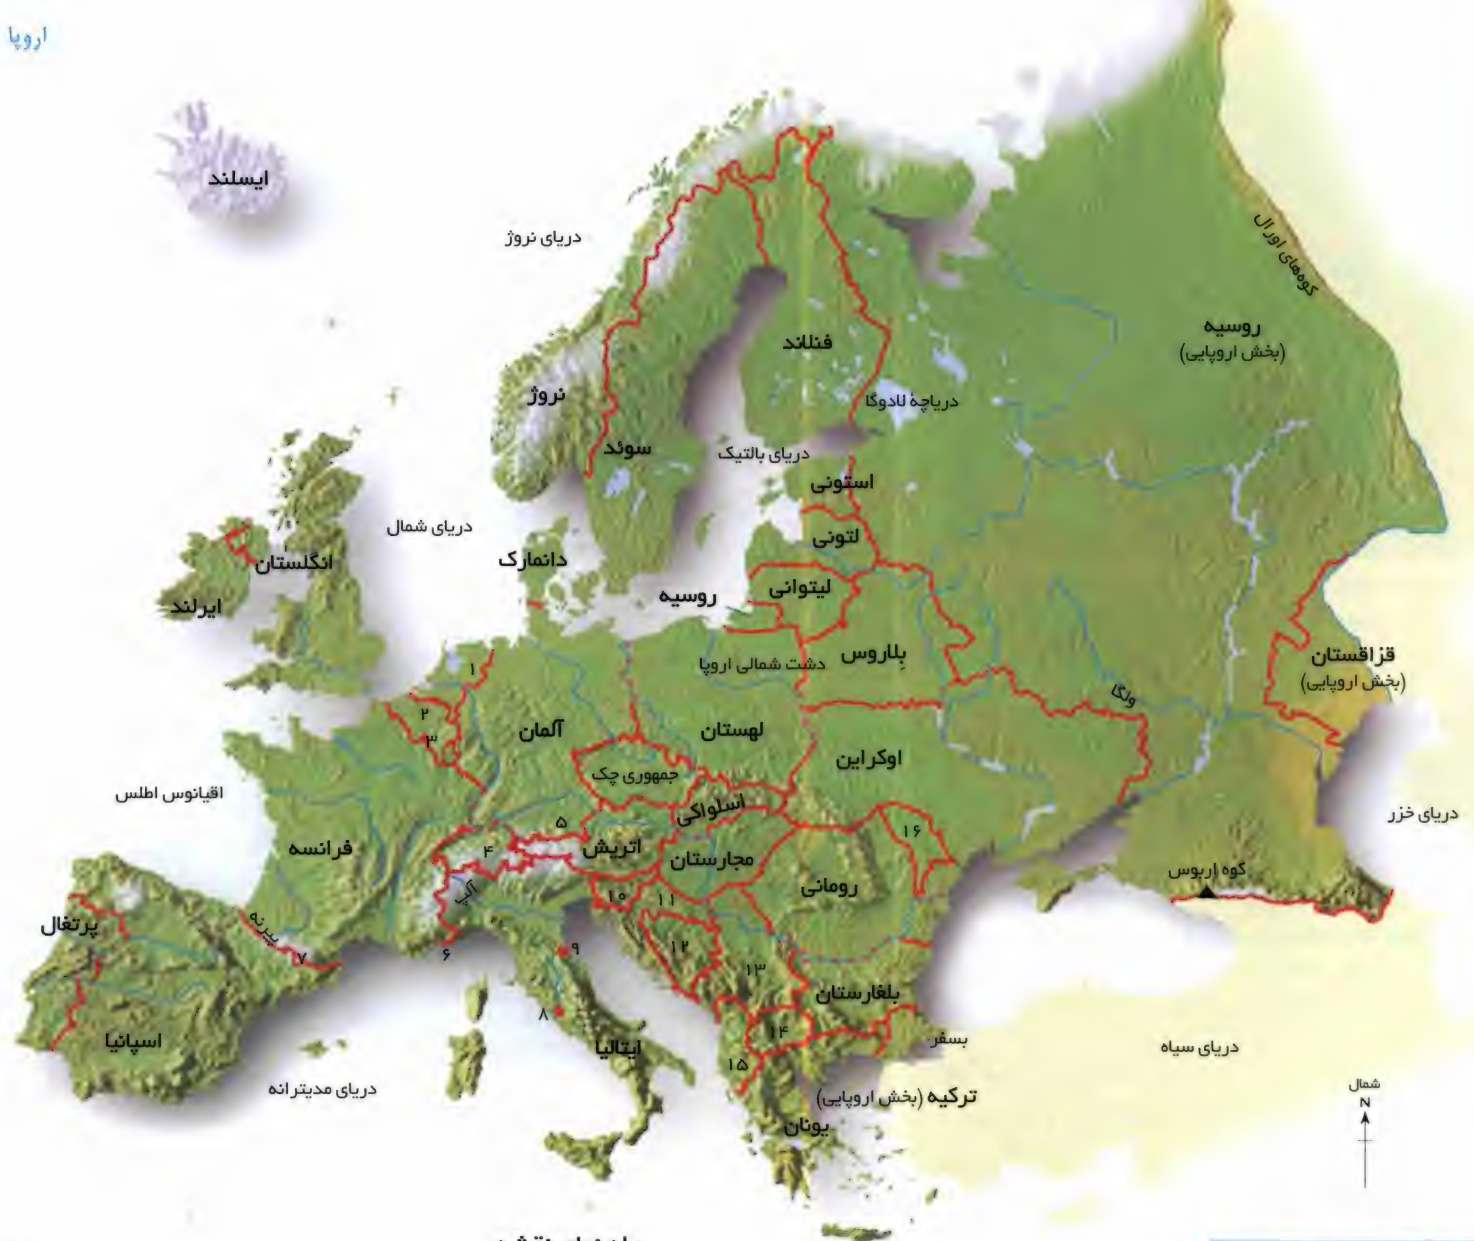 اروپا
ایسلند
دریای نروژ
کوه‌های اورال
روسیه
(بخش اروپایی)
فنلاند
نروژ
دریاچهٔ لادوگا
سوئد
دریای بالتیک
استونی
دریای شمال
لتونی
دانمارک
انگلستان
لیتوانی
روسیه
ایرلند
بِلاروس
قزاقستان
(بخش اروپایی)
دشت شمالی اروپا
۱
ولگا
۲
آلمان
لهستان
۳
اوکراین
جمهوری چک
اقیانوس اطلس
اسلواکی
دریای خزر
۵
۱۶
فرانسه
۴
اتریش
مجارستان
کوه اربوس
آلپ
رومانی
۱۰
۱۱
پرتغال
پیرنه
۷
۶
۹
۱۲
۱۳
بلغارستان
۸
۱۴
اسپانیا
ایتالیا
بسفر
دریای سیاه
۱۵
دریای مدیترانه
ترکیه (بخش اروپایی)
شمال
N
یونان